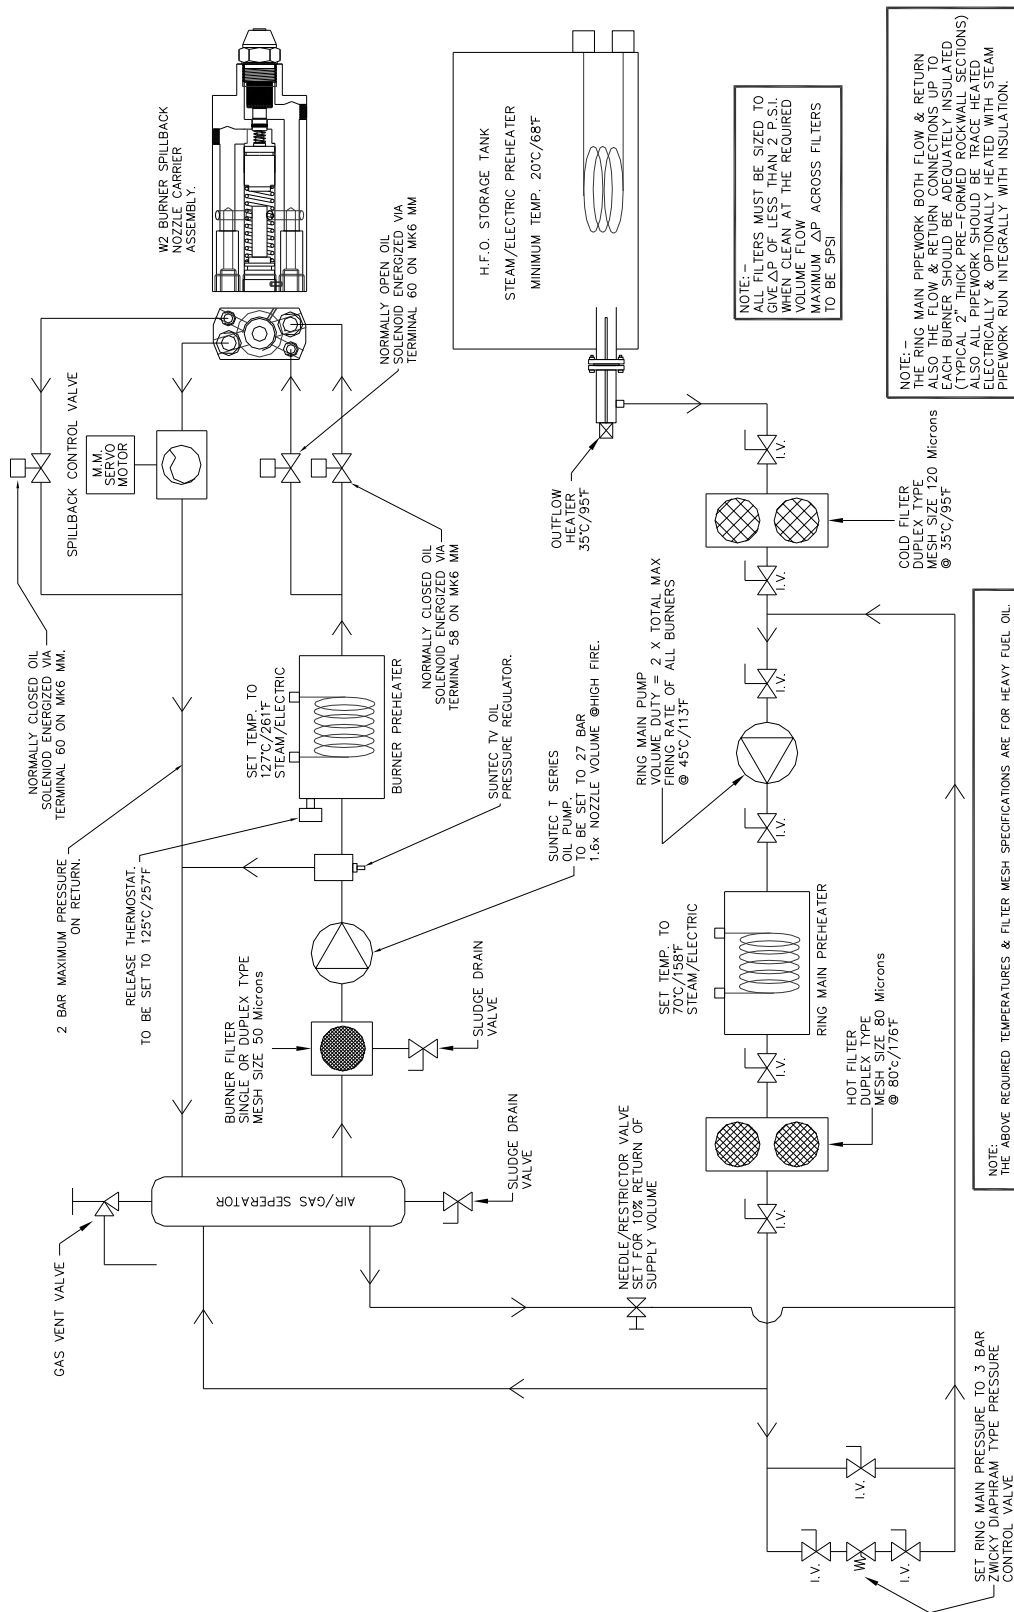 W2 BURNER SPILLBACK
NOZZLE CARRIER
ASSEMBLY.
H.F.O. STORAGE TANK
STEAM/ELECTRIC PREHEATER
MINIMUM TEMP. 20°C/68°F
NOTE:-
ALL FILTERS MUST BE SIZED TO
GIVE △P OF LESS THAN 2 P.S.I.
WHEN CLEAN AT THE REQUIRED
VOLUME FLOW
MAXIMUM △P ACROSS FILTERS
TO BE 5PSI
NOTE:-
THE RING MAIN PIPEWORK BOTH FLOW & RETURN
ALSO THE FLOW & RETURN CONNECTIONS UP TO
EACH BURNER SHOULD BE ADEQUATELY INSULATED
(TYPICAL 2" THICK PRE-FORMED ROCKWALL SECTIONS)
ALSO ALL PIPEWORK SHOULD BE TRACE HEATED
ELECTRICALLY & OPTIONALLY HEATED WITH STEAM
PIPEWORK RUN INTEGRALLY WITH INSULATION.
SPILLBACK CONTROL VALVE
M.M.
SERVO
MOTOR
NORMALLY OPEN OIL
SOLENOID ENERGIZED VIA
TERMINAL 60 ON MK6 MM
OUTFLOW
HEATER
35°C/95°F
I.V.
COLD FILTER
DUPLEX TYPE
MESH SIZE 120 Microns
@ 35°C/95°F
I.V.
NORMALLY CLOSED OIL
SOLENIOD ENERGIZED VIA
TERMINAL 60 ON MK6 MM.
NORMALLY CLOSED OIL
SOLENOID ENERGIZED VIA
TERMINAL 58 ON MK6 MM
SET TEMP. TO
127°C/261°F
STEAM/ELECTRIC
BURNER PREHEATER
SUNTEC TV OIL
PRESSURE REGULATOR.
SUNTEC T SERIES
OIL PUMP.
TO BE SET TO 27 BAR
1.6x NOZZLE VOLUME @HIGH FIRE.
RING MAIN PUMP
VOLUME DUTY = 2 X TOTAL MAX
FIRING RATE OF ALL BURNERS
@ 45°C/113°F
I.V.
I.V.
2 BAR MAXIMUM PRESSURE
ON RETURN.
RELEASE THERMOSTAT.
TO BE SET TO 125°C/257°F
BURNER FILTER
SINGLE OR DUPLEX TYPE
MESH SIZE 50 Microns
SLUDGE DRAIN
VALVE
SET TEMP. TO
70°C/158°F
STEAM/ELECTRIC
RING MAIN PREHEATER
I.V.
HOT FILTER
DUPLEX TYPE
MESH SIZE 80 Microns
@ 80°c/176°F
I.V.
NOTE:
THE ABOVE REQUIRED TEMPERATURES & FILTER MESH SPECIFICATIONS ARE FOR HEAVY FUEL OIL.
GAS VENT VALVE
AIR/GAS SEPERATOR
SLUDGE DRAIN
VALVE
NEEDLE/RESTRICTOR VALVE
SET FOR 10% RETURN OF
SUPPLY VOLUME
I.V.
I.V.
I.V.
SET RING MAIN PRESSURE TO 3 BAR
ZWICKY DIAPHRAM TYPE PRESSURE
CONTROL VALVE